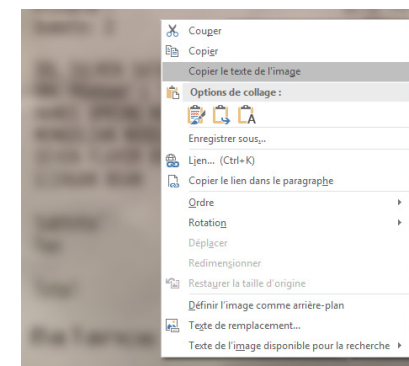 Couper
Copier
Copier le texte de l'image
Options de collage :
Enregistrer sous...
Lien... (Ctrl+K)
Copier le lien dans le paragraphe
Ordre
Rotation
Déplacer
Redimensionner
Restaurer la taille d'origine
Définir l'image comme arrière-plan
Texte de remplacement...
Texte de l'image disponible pour la recherche
Balance